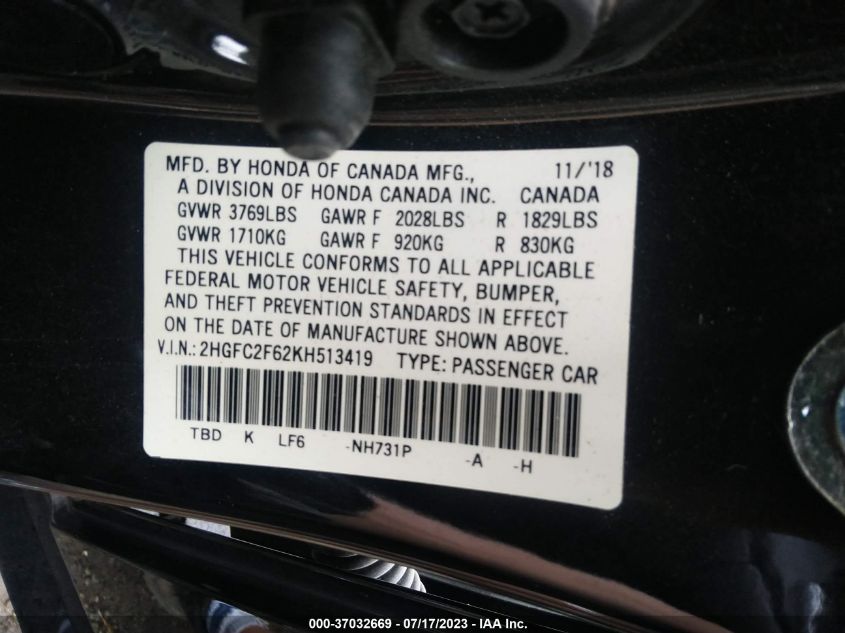 MFD. BY HONDA OF CANADA MFG., 11/'18
A DIVISION OF HONDA CANADA INC. CANADA
GVWR 3769LBS GAWR F 2028LBS R 1829LBS
GVWR 1710KG GAWR F 920KG R 830KG
THIS VEHICLE CONFORMS TO ALL APPLICABLE
FEDERAL MOTOR VEHICLE SAFETY, BUMPER,
AND THEFT PREVENTION STANDARDS IN EFFECT
ON THE DATE OF MANUFACTURE SHOWN ABOVE.
V.I.N.: 2HGFC2F62KH513419 TYPE: PASSENGER CAR
TBD K LF6 -NH731P -A -H
000-37032669 - 07/17/2023 - IAA Inc.